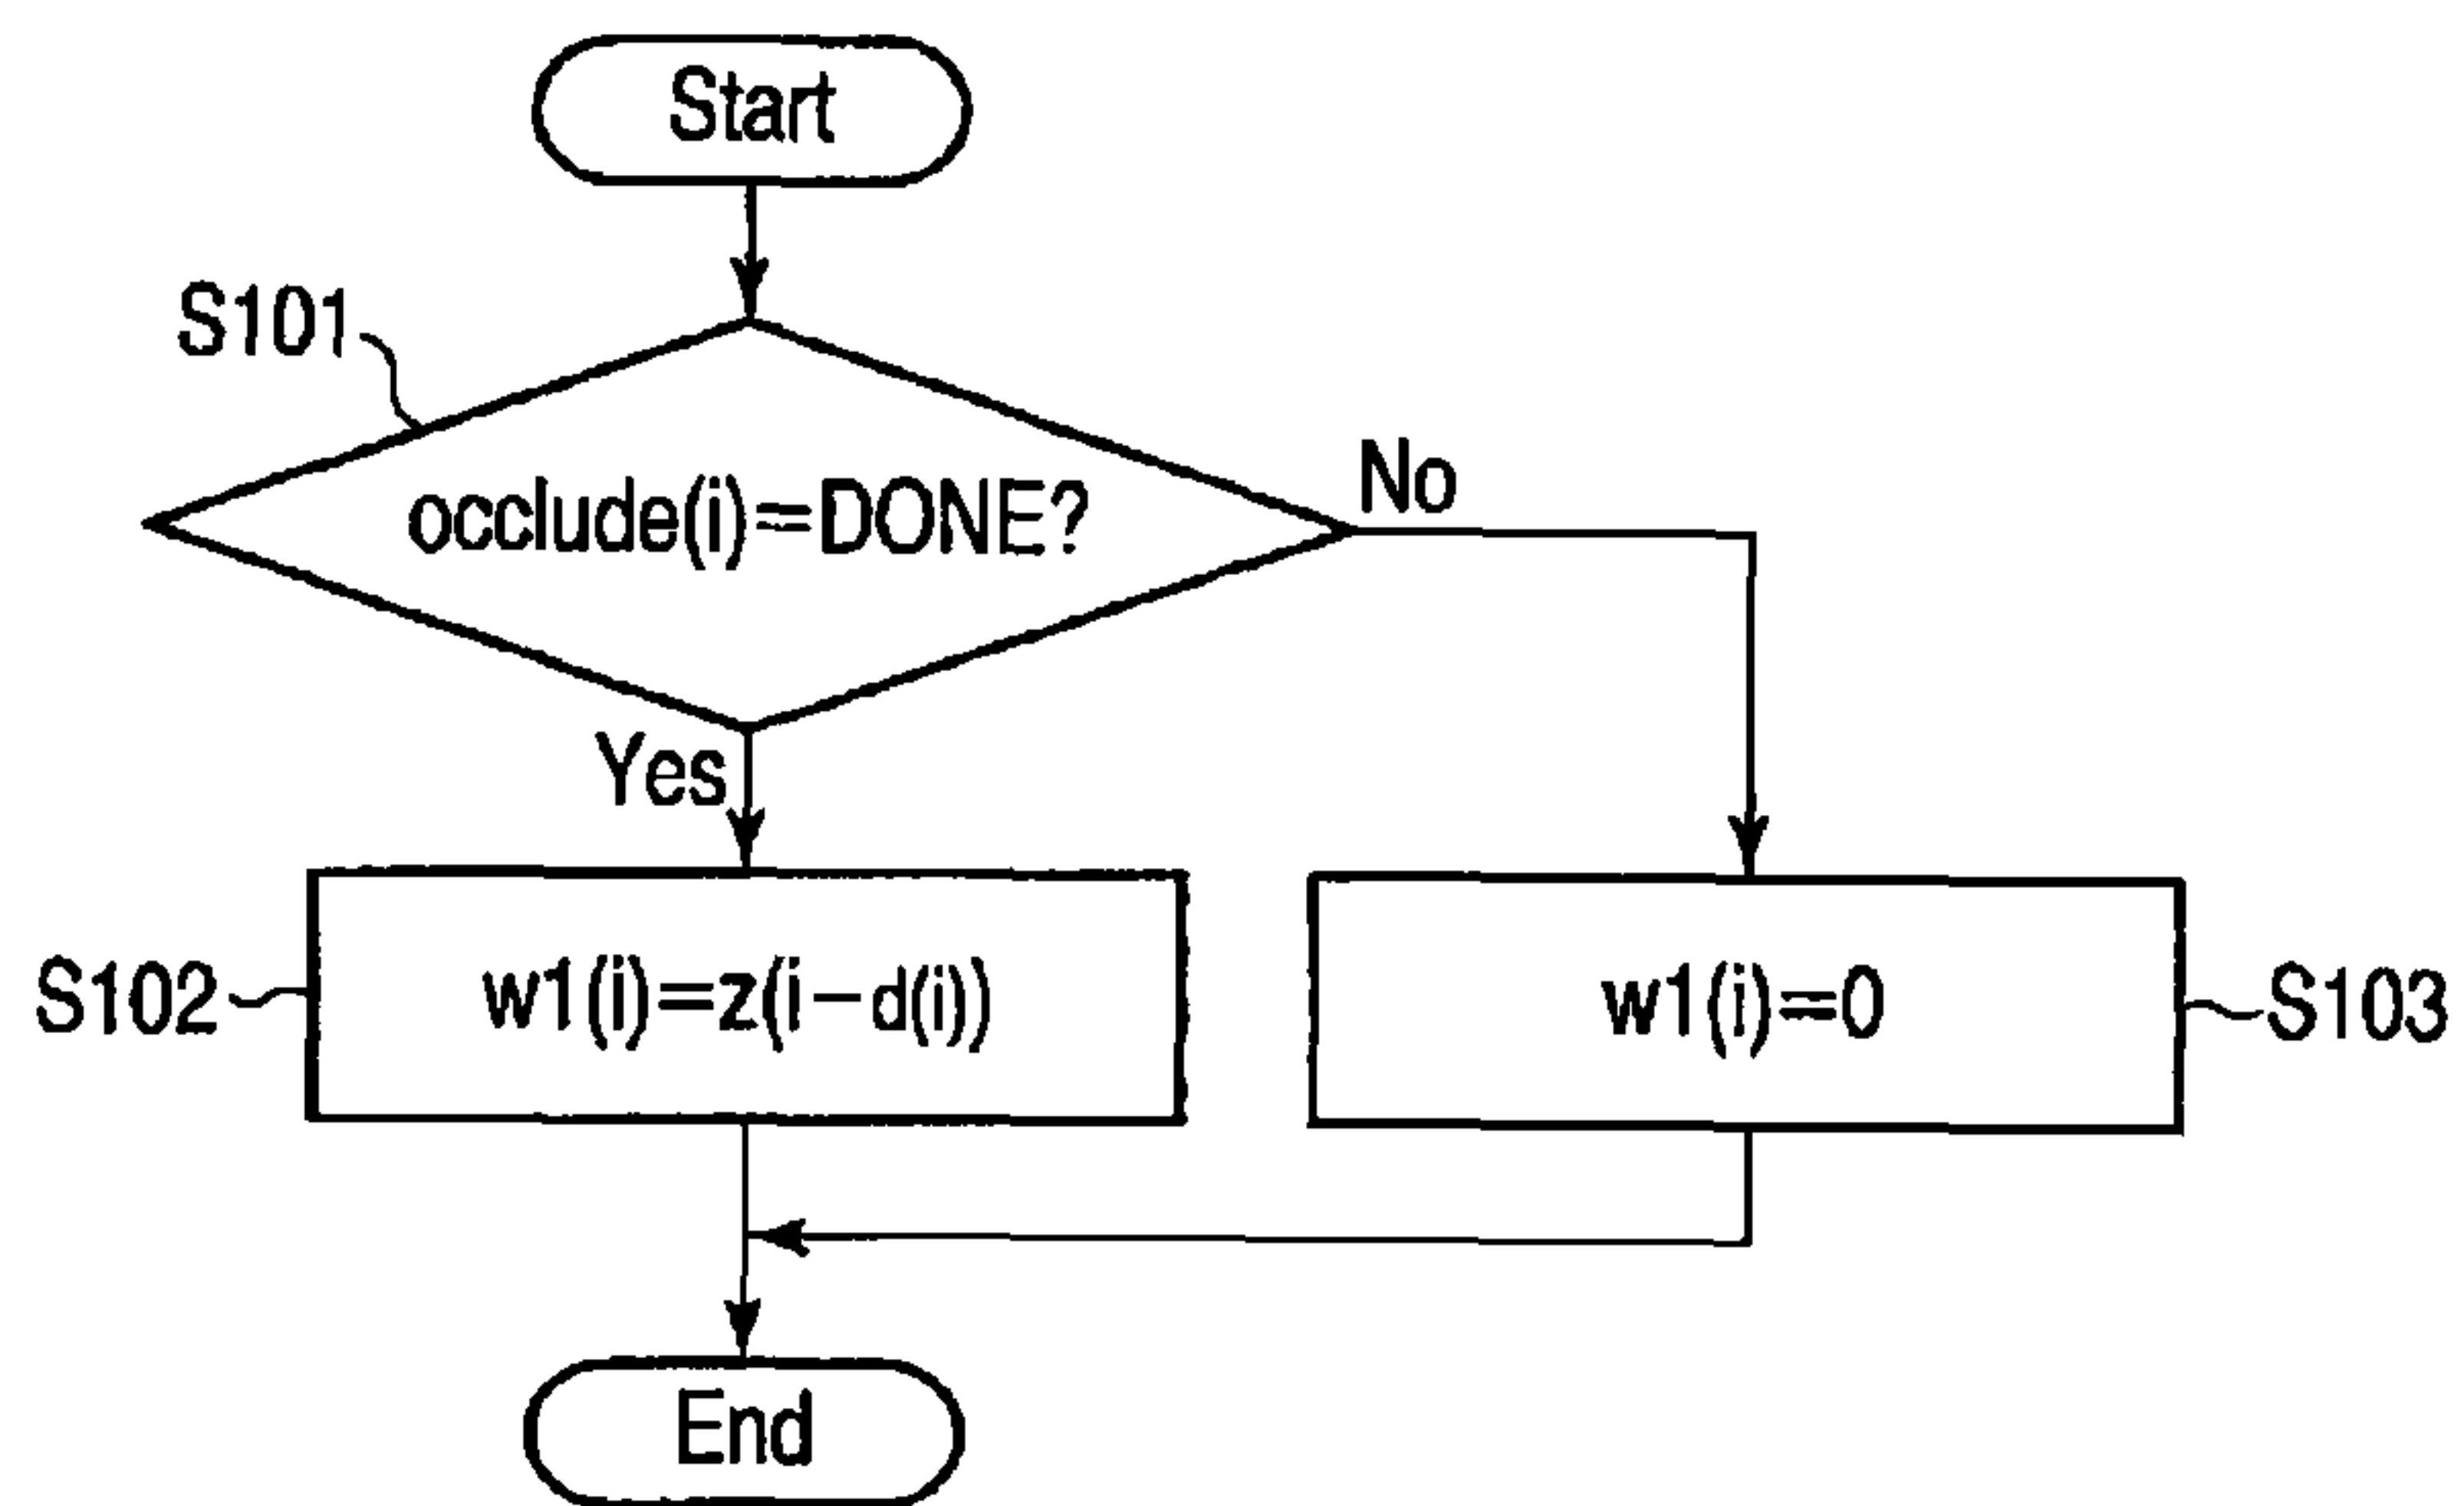 Start
S101
occlude(i)=DONE?
No
Yes
S102
w1(i)=z(i-d(i))
w1(i)=0
S103
End